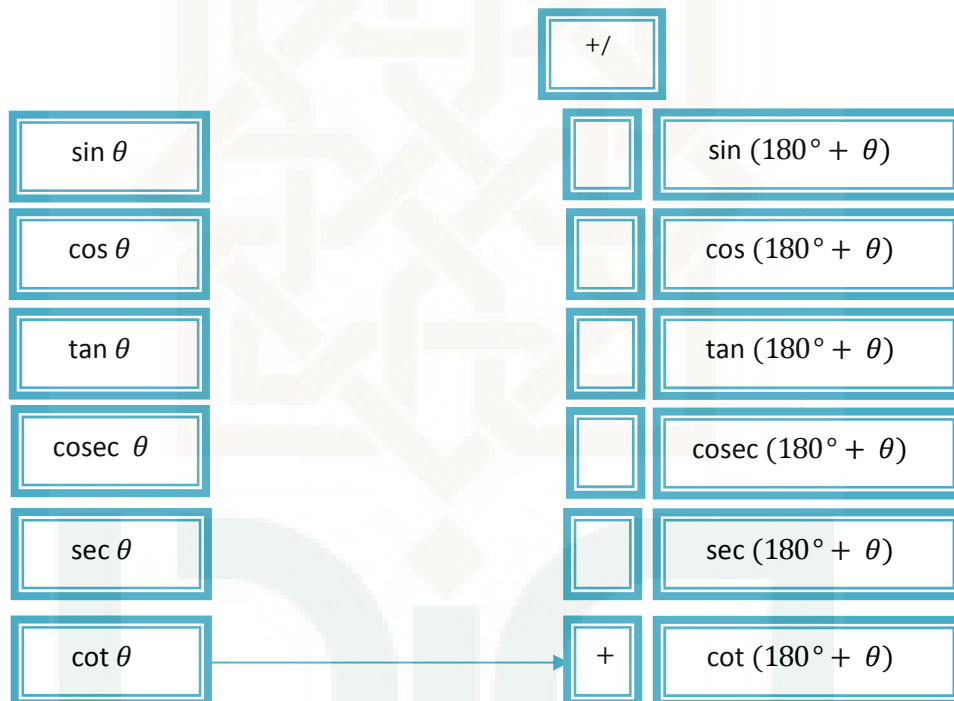 +/
sin θ sin (180° + θ)
cos θ cos (180° + θ)
tan θ tan (180° + θ)
cosec θ cosec (180° + θ)
sec θ sec (180° + θ)
cot θ + cot (180° + θ)